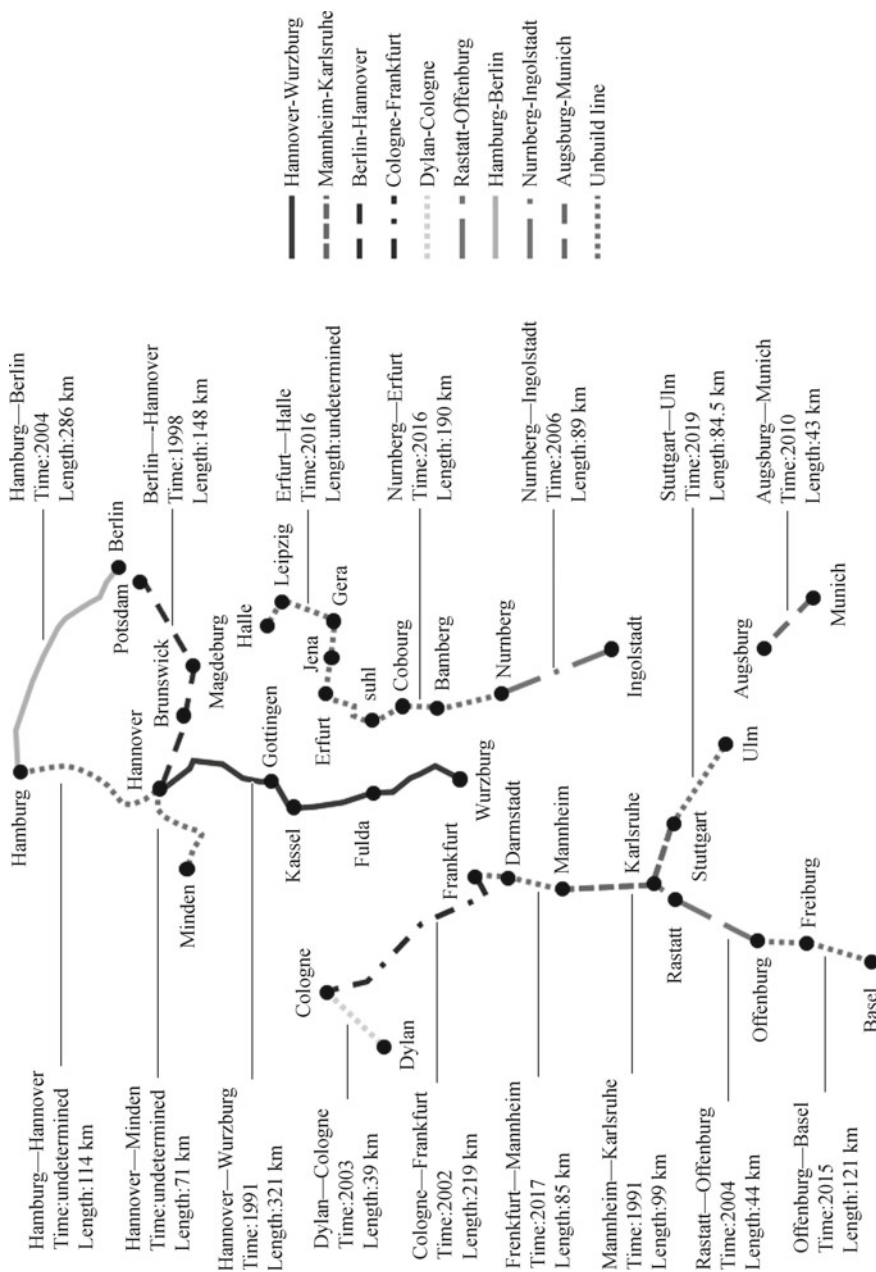 Hamburg—Hannover
Time:undetermined
Length:114 km
Hannover—Minden
Time:undetermined
Length:71 km
Hannover—Wurzburg
Time:1991
Length:321 km
Dylan—Cologne
Time:2003
Length:39 km
Cologne—Frankfurt
Time:2002
Length:219 km
Frenkfurt—Mannheim
Time:2017
Length:85 km
Mannheim—Karlsruhe
Time:1991
Length:99 km
Rastatt—Offenburg
Time:2004
Length:44 km
Offenburg—Basel
Time:2015
Length:121 km
Hamburg
Hannover
Minden
Brunswick
Magdeburg
Potsdam
Berlin
Gottingen
Kassel
Fulda
Wurzburg
Halle
Leipzig
Gera
Jena
Erfurt
suhl
Cobourg
Bamberg
Nurnberg
Ingolstadt
Cologne
Dylan
Frankfurt
Darmstadt
Mannheim
Karlsruhe
Stuttgart
Ulm
Rastatt
Offenburg
Freiburg
Basel
Augsburg
Munich
Hamburg—Berlin
Time:2004
Length:286 km
Berlin—-Hannover
Time:1998
Length:148 km
Erfurt—Halle
Time:2016
Length:undetermined
Nurnberg—Erfurt
Time:2016
Length:190 km
Nurnberg—Ingolstadt
Time:2006
Length:89 km
Stuttgart—Ulm
Time:2019
Length:84.5 km
Augsburg—Munich
Time:2010
Length:43 km
Hannover-Wurzburg
Mannheim-Karlsruhe
Berlin-Hannover
Cologne-Frankfurt
Dylan-Cologne
Rastatt-Offenburg
Hamburg-Berlin
Nurnberg-Ingolstadt
Augsburg-Munich
Unbuild line